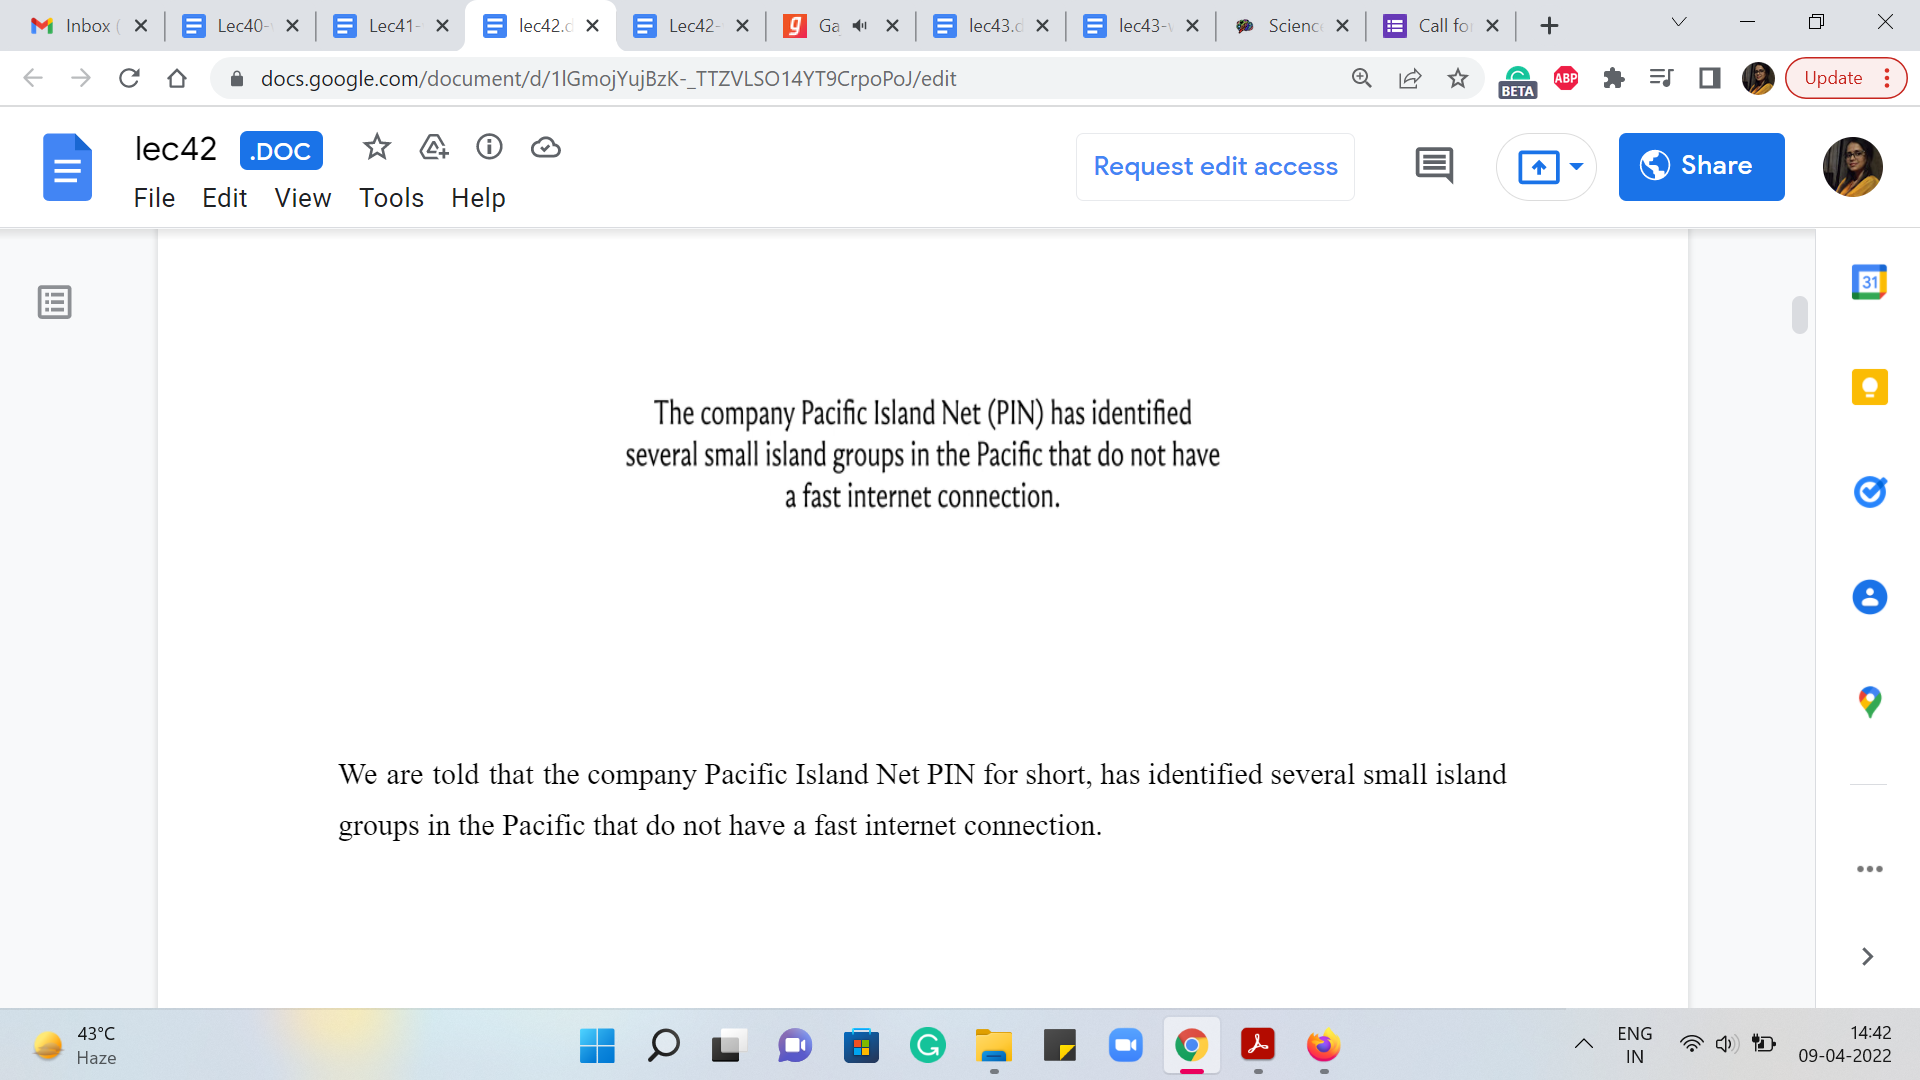 Inbox (
Lec40-
Lec41-
lec42.d
Lec42-
Ga
lec43.d
lec43-v
Science
Call fo
docs.google.com/document/d/1lGmojYujBzK-_TTZVLSO14YT9CrpoPoJ/edit
BETA
ABP
Update
lec42
.DOC
File Edit View Tools Help
Request edit access
Share
31
The company Pacific Island Net (PIN) has identified
several small island groups in the Pacific that do not have
a fast internet connection.
We are told that the company Pacific Island Net PIN for short, has identified several small island
groups in the Pacific that do not have a fast internet connection.
43°C
Haze
ENG
IN
14:42
09-04-2022